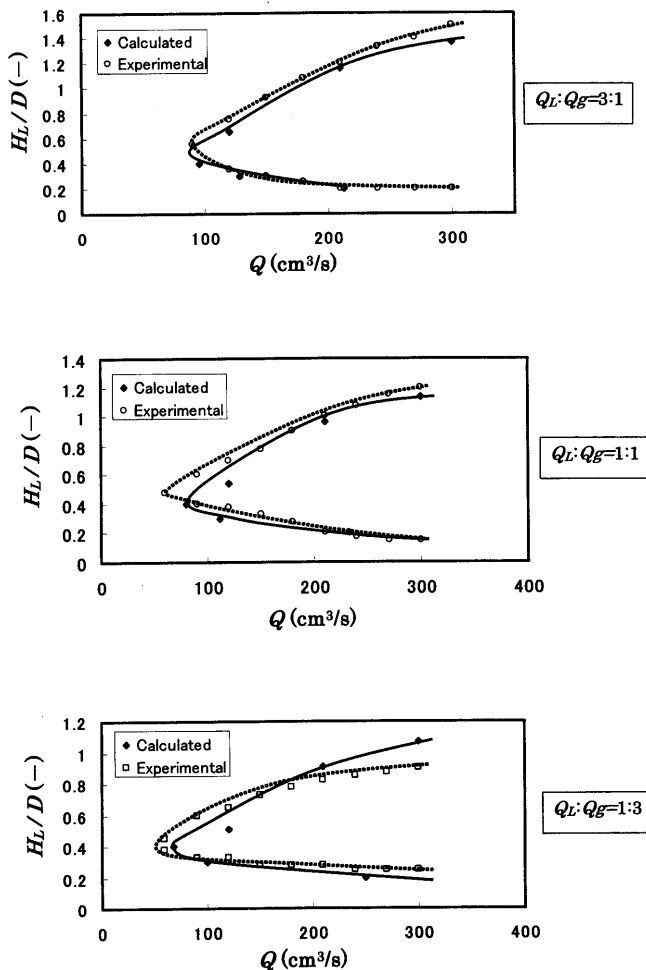 1.6
1.4
1.2
1
0.8
0.6
0.4
0.2
0
H_L/D (—)
Calculated
Experimental
Q_L:Qg=3:1
0 100 200 300
Q (cm³/s)
1.4
1.2
1
0.8
0.6
0.4
0.2
0
H_L/D (—)
Calculated
Experimental
Q_L:Qg=1:1
0 100 200 300 400
Q (cm³/s)
1.2
1
0.8
0.6
0.4
0.2
0
H_L/D (—)
Calculated
Experimental
Q_L:Qg=1:3
0 100 200 300 400
Q (cm³/s)